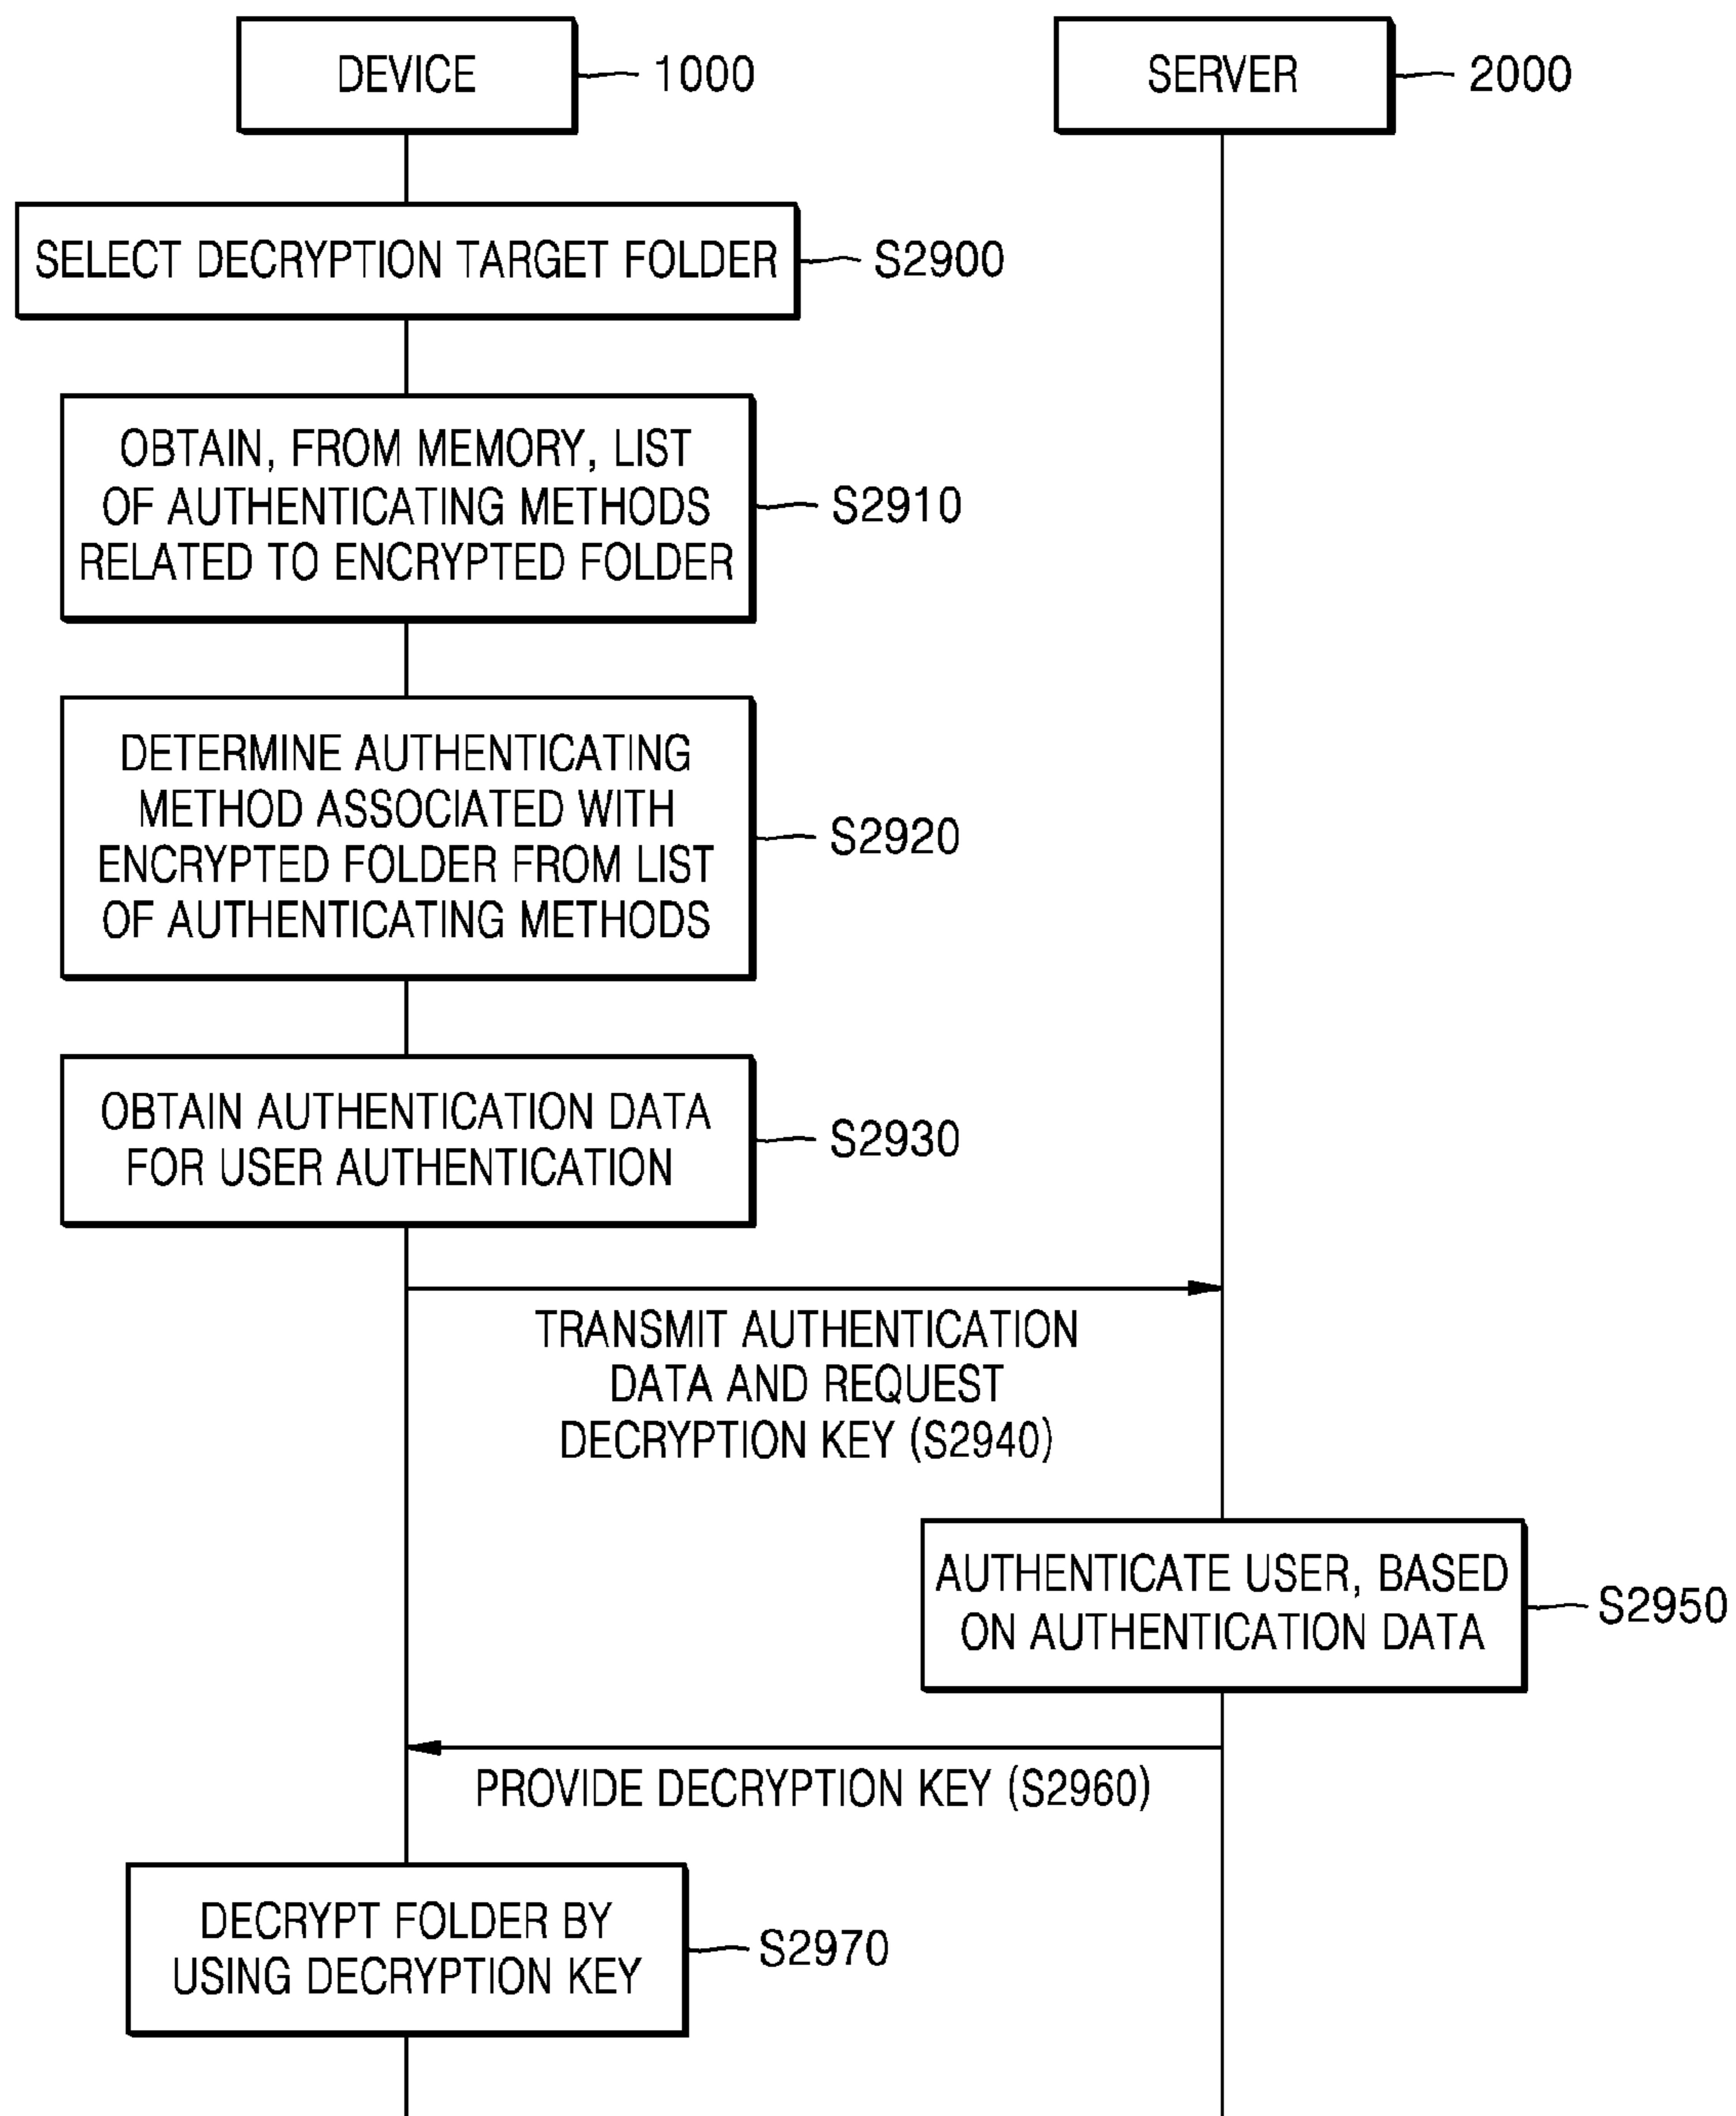 DEVICE
1000
SERVER
2000
SELECT DECRYPTION TARGET FOLDER
S2900
OBTAIN, FROM MEMORY, LIST
OF AUTHENTICATING METHODS
RELATED TO ENCRYPTED FOLDER
S2910
DETERMINE AUTHENTICATING
METHOD ASSOCIATED WITH
ENCRYPTED FOLDER FROM LIST
OF AUTHENTICATING METHODS
S2920
OBTAIN AUTHENTICATION DATA
FOR USER AUTHENTICATION
S2930
TRANSMIT AUTHENTICATION
DATA AND REQUEST
DECRYPTION KEY (S2940)
AUTHENTICATE USER, BASED
ON AUTHENTICATION DATA
S2950
PROVIDE DECRYPTION KEY (S2960)
DECRYPT FOLDER BY
USING DECRYPTION KEY
S2970